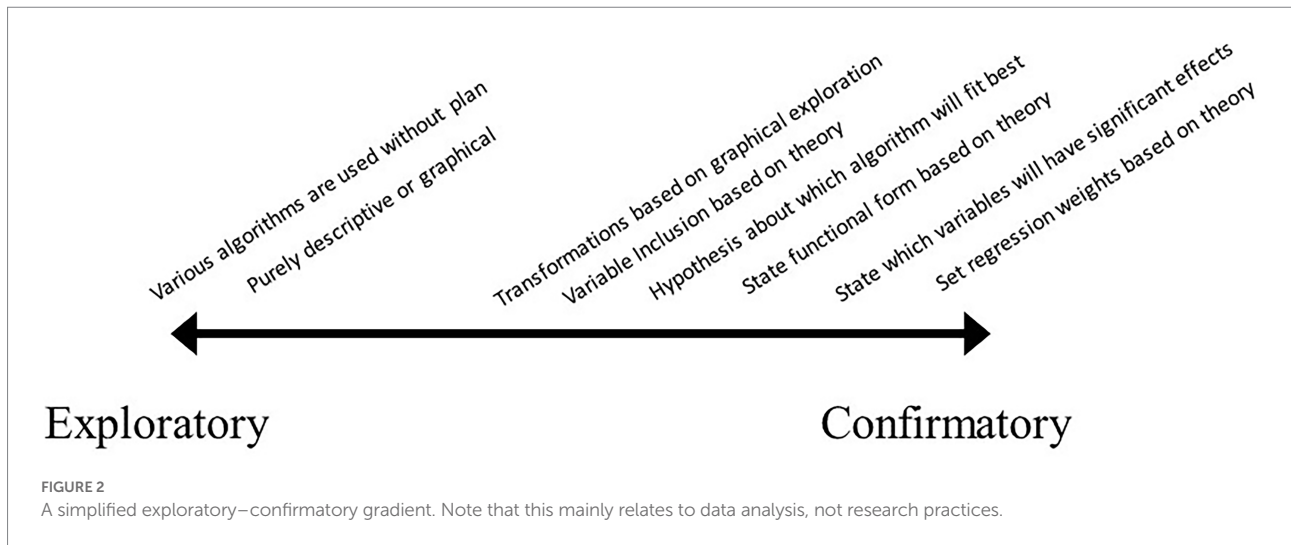 Various algorithms are used without plan
Purely descriptive or graphical
Transformations based on graphical exploration
Variable Inclusion based on theory
Hypothesis about which algorithm will fit best
State functional form based on theory
State which variables will have significant effects
Set regression weights based on theory
Exploratory
Confirmatory
FIGURE 2
A simplified exploratory–confirmatory gradient. Note that this mainly relates to data analysis, not research practices.